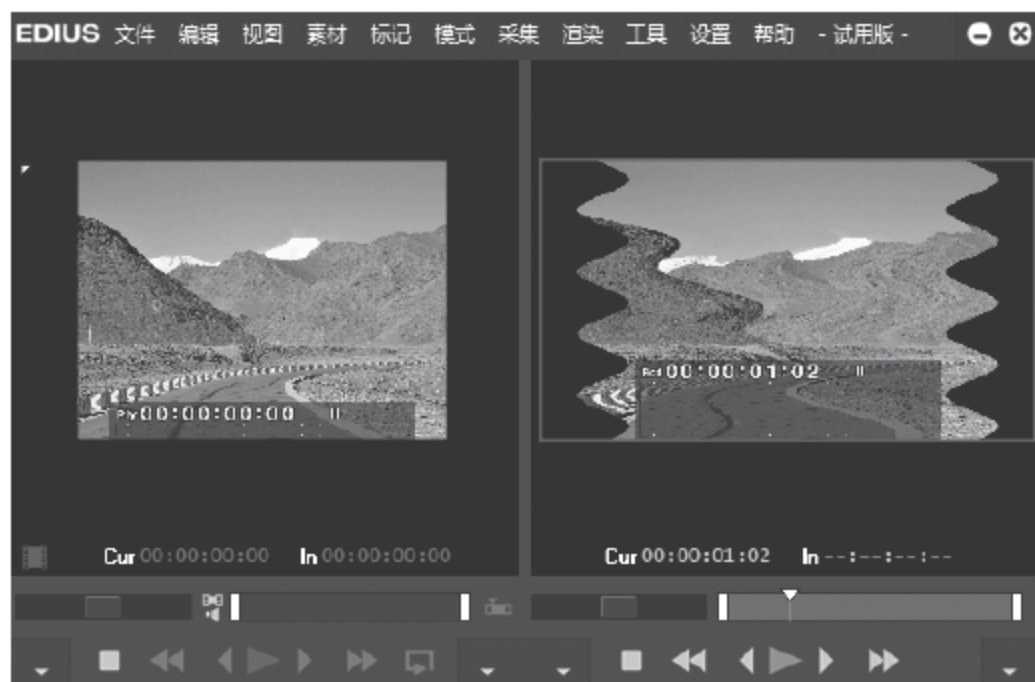 EDIUS 文件 编辑 视图 素材 标记 模式 采集 渲染 工具 设置 帮助 - 试用版 -
Ply 00:00:00:00
Rcd 00:00:01:02
Cur 00:00:00:00 In 00:00:00:00
Cur 00:00:01:02 In --:--:--:--